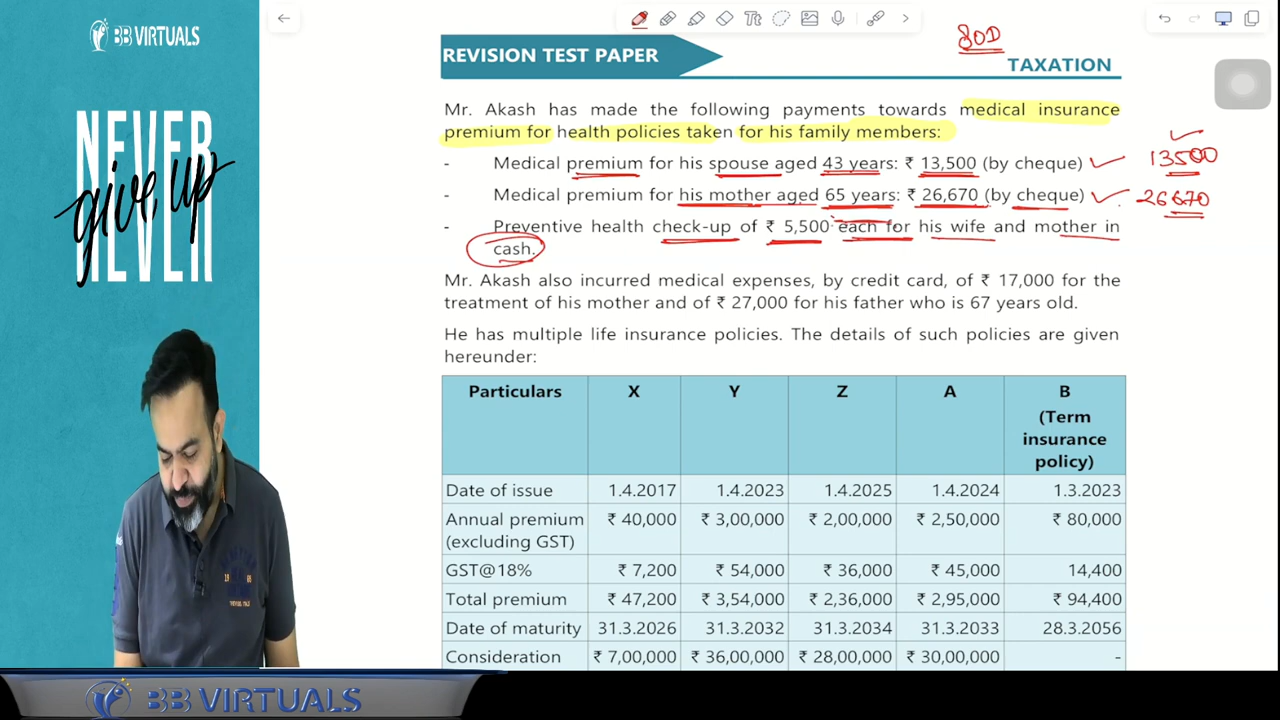 BB VIRTUALS
NEVER
give up
NEVER
80D
REVISION TEST PAPER
TAXATION
Mr. Akash has made the following payments towards medical insurance
premium for health policies taken for his family members:
- Medical premium for his spouse aged 43 years: ₹ 13,500 (by cheque)
13500
- Medical premium for his mother aged 65 years: ₹ 26,670 (by cheque)
26670
- Preventive health check-up of ₹ 5,500 each for his wife and mother in
cash.
Mr. Akash also incurred medical expenses, by credit card, of ₹ 17,000 for the
treatment of his mother and of ₹ 27,000 for his father who is 67 years old.
He has multiple life insurance policies. The details of such policies are given
hereunder:
Particulars X Y Z A B
(Term
insurance
policy)
Date of issue 1.4.2017 1.4.2023 1.4.2025 1.4.2024 1.3.2023
Annual premium ₹ 40,000 ₹ 3,00,000 ₹ 2,00,000 ₹ 2,50,000 ₹ 80,000
(excluding GST)
GST@18% ₹ 7,200 ₹ 54,000 ₹ 36,000 ₹ 45,000 14,400
Total premium ₹ 47,200 ₹ 3,54,000 ₹ 2,36,000 ₹ 2,95,000 ₹ 94,400
Date of maturity 31.3.2026 31.3.2032 31.3.2034 31.3.2033 28.3.2056
Consideration ₹ 7,00,000 ₹ 36,00,000 ₹ 28,00,000 ₹ 30,00,000 -
BB VIRTUALS